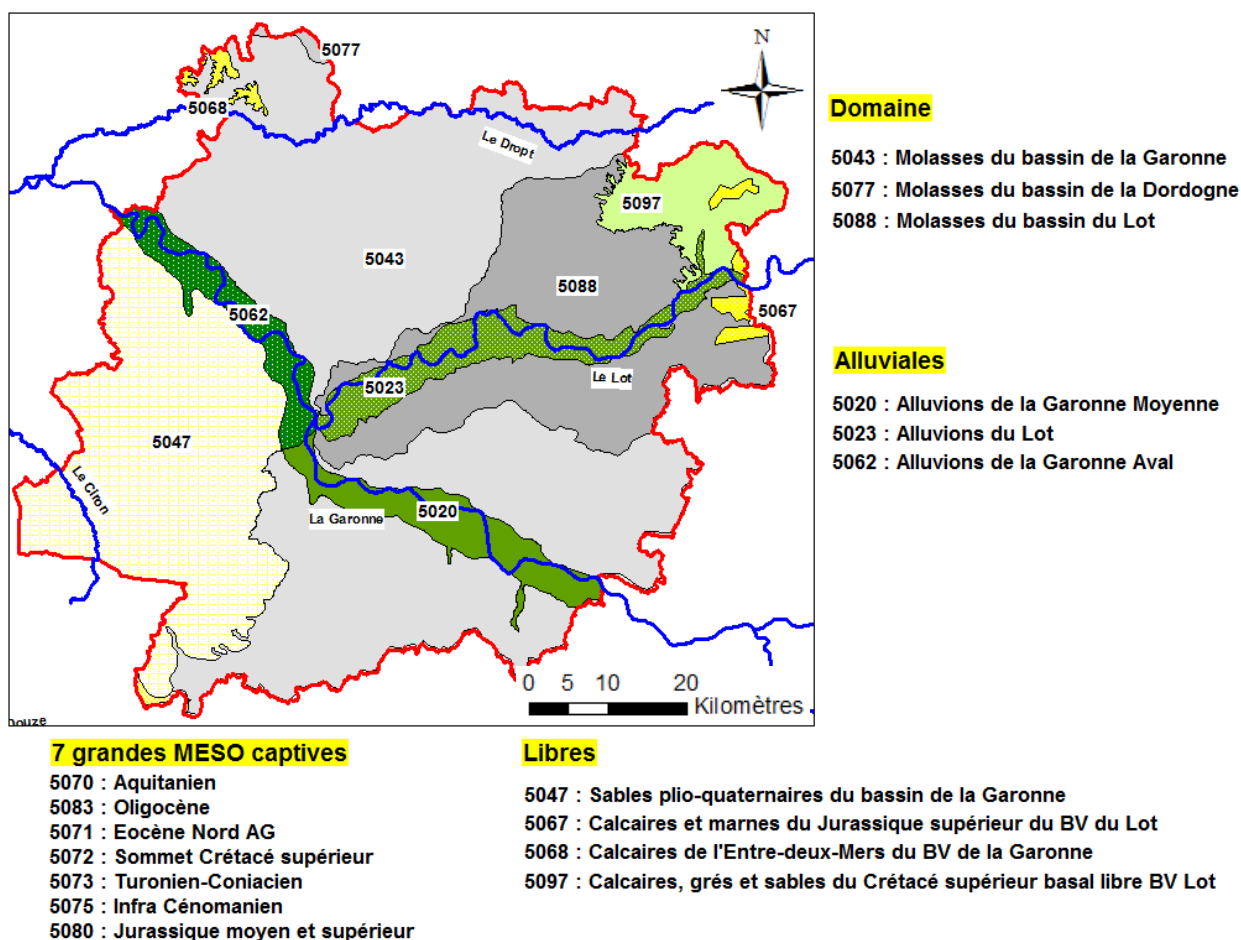 5077
N
5068
Le Dropt
5097
5043
5088
5062
5067
Le Lot
5023
5047
Le Ciron
5020
La Garonne
0 5 10 20
Kilomètres
Domaine
5043 : Molasses du bassin de la Garonne
5077 : Molasses du bassin de la Dordogne
5088 : Molasses du bassin du Lot
Alluviales
5020 : Alluvions de la Garonne Moyenne
5023 : Alluvions du Lot
5062 : Alluvions de la Garonne Aval
7 grandes MESO captives
5070 : Aquitanien
5083 : Oligocène
5071 : Eocène Nord AG
5072 : Sommet Crétacé supérieur
5073 : Turonien-Coniacien
5075 : Infra Cénomanien
5080 : Jurassique moyen et supérieur
Libres
5047 : Sables plio-quaternaires du bassin de la Garonne
5067 : Calcaires et marnes du Jurassique supérieur du BV du Lot
5068 : Calcaires de l'Entre-deux-Mers du BV de la Garonne
5097 : Calcaires, grés et sables du Crétacé supérieur basal libre BV Lot